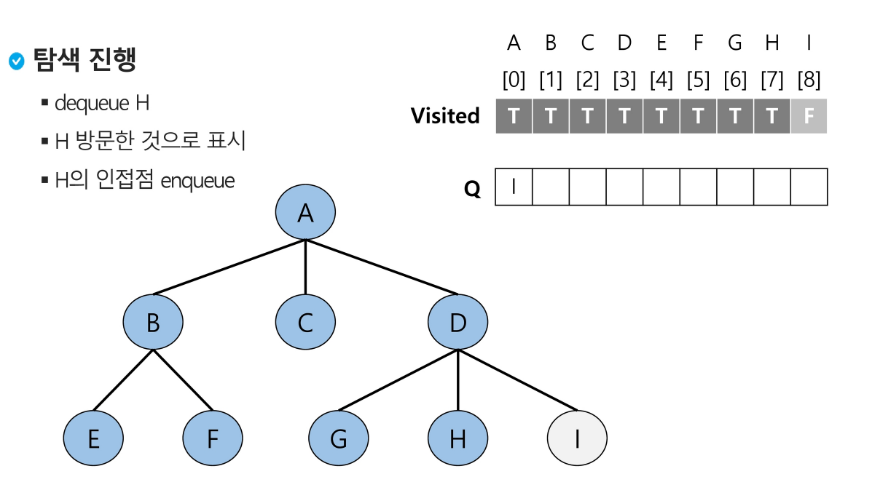 탐색 진행
▪ dequeue H
▪ H 방문한 것으로 표시
▪ H의 인접점 enqueue
A B C D E F G H I
[0] [1] [2] [3] [4] [5] [6] [7] [8]
Visited T T T T T T T T F
Q I
A
B C D
E F G H I